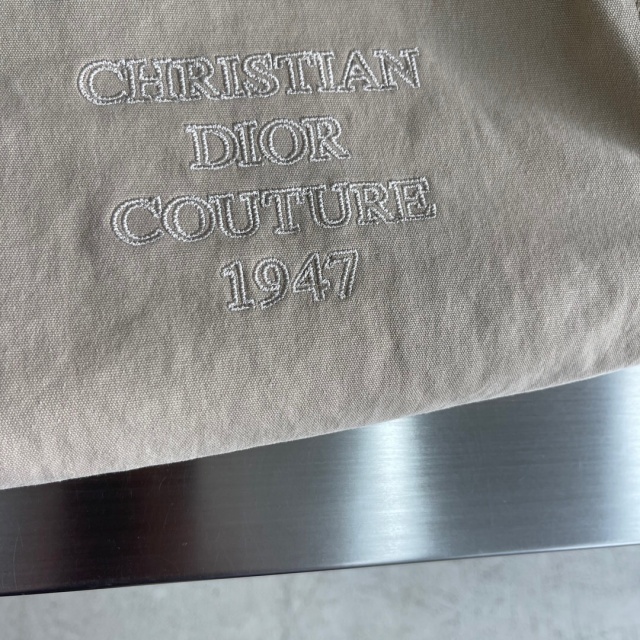 CHRISTIAN
DIOR
COUTURE
1947